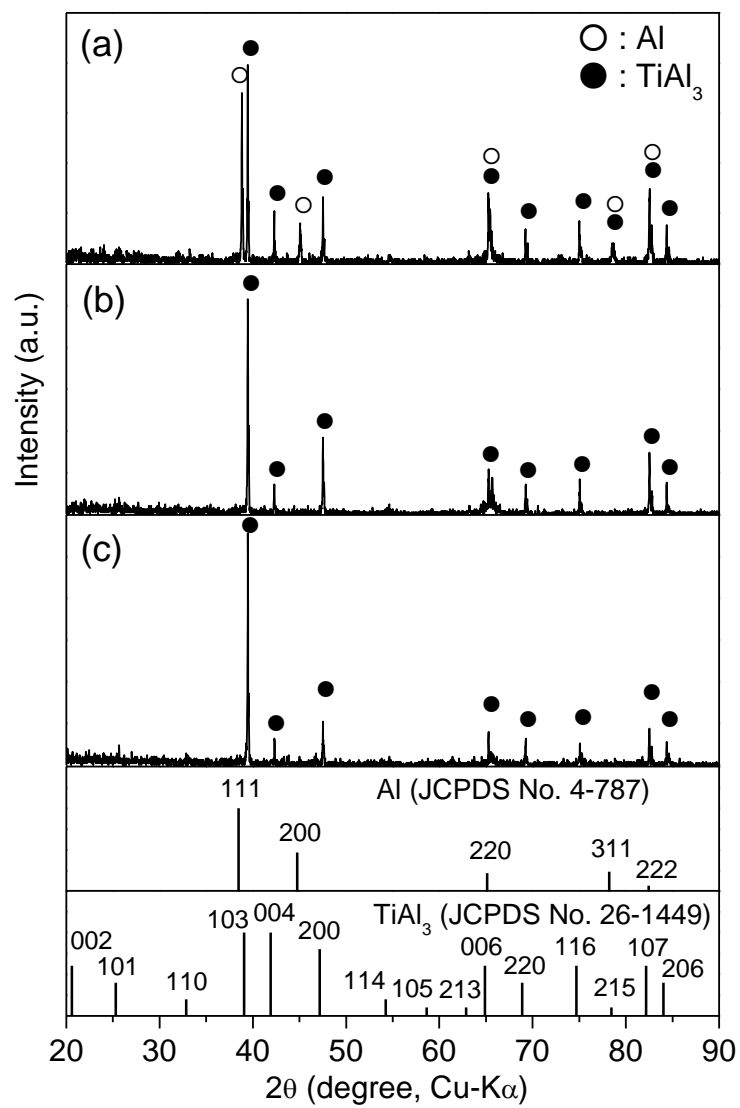 (a)
○ : Al
● : TiAl₃
(b)
(c)
Intensity (a.u.)
Al (JCPDS No. 4-787)
111
200
220
311
222
TiAl₃ (JCPDS No. 26-1449)
002
101
110
103
004
200
114
105
213
006
220
116
215
107
206
20 30 40 50 60 70 80 90
2θ (degree, Cu-Kα)